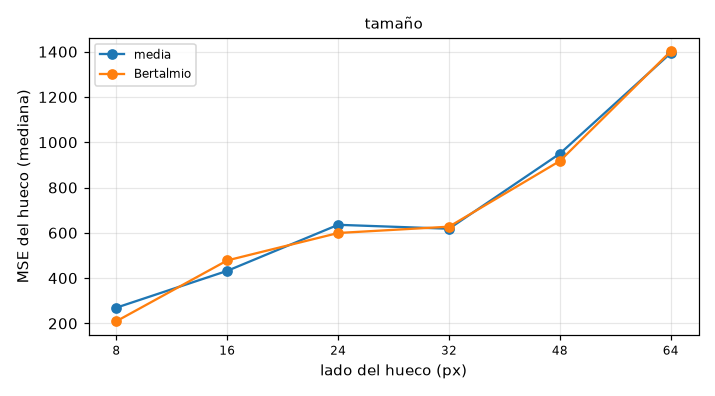 tamaño
media
Bertalmio
MSE del hueco (mediana)
1400
1200
1000
800
600
400
200
8 16 24 32 48 64
lado del hueco (px)